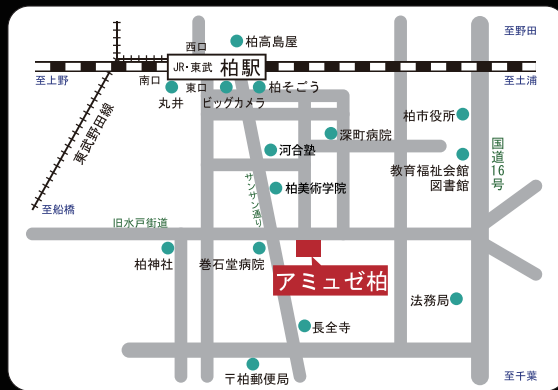 至野田
柏高島屋
西口
JR・東武 柏駅
至上野
南口
東口
柏そごう
至土浦
丸井
ビッグカメラ
東武野田線
柏市役所
深町病院
国道16号
河合塾
教育福祉会館
図書館
サンサン通り
柏美術学院
至船橋
旧水戸街道
柏神社
巻石堂病院
アミュゼ柏
法務局
長全寺
〒柏郵便局
至千葉